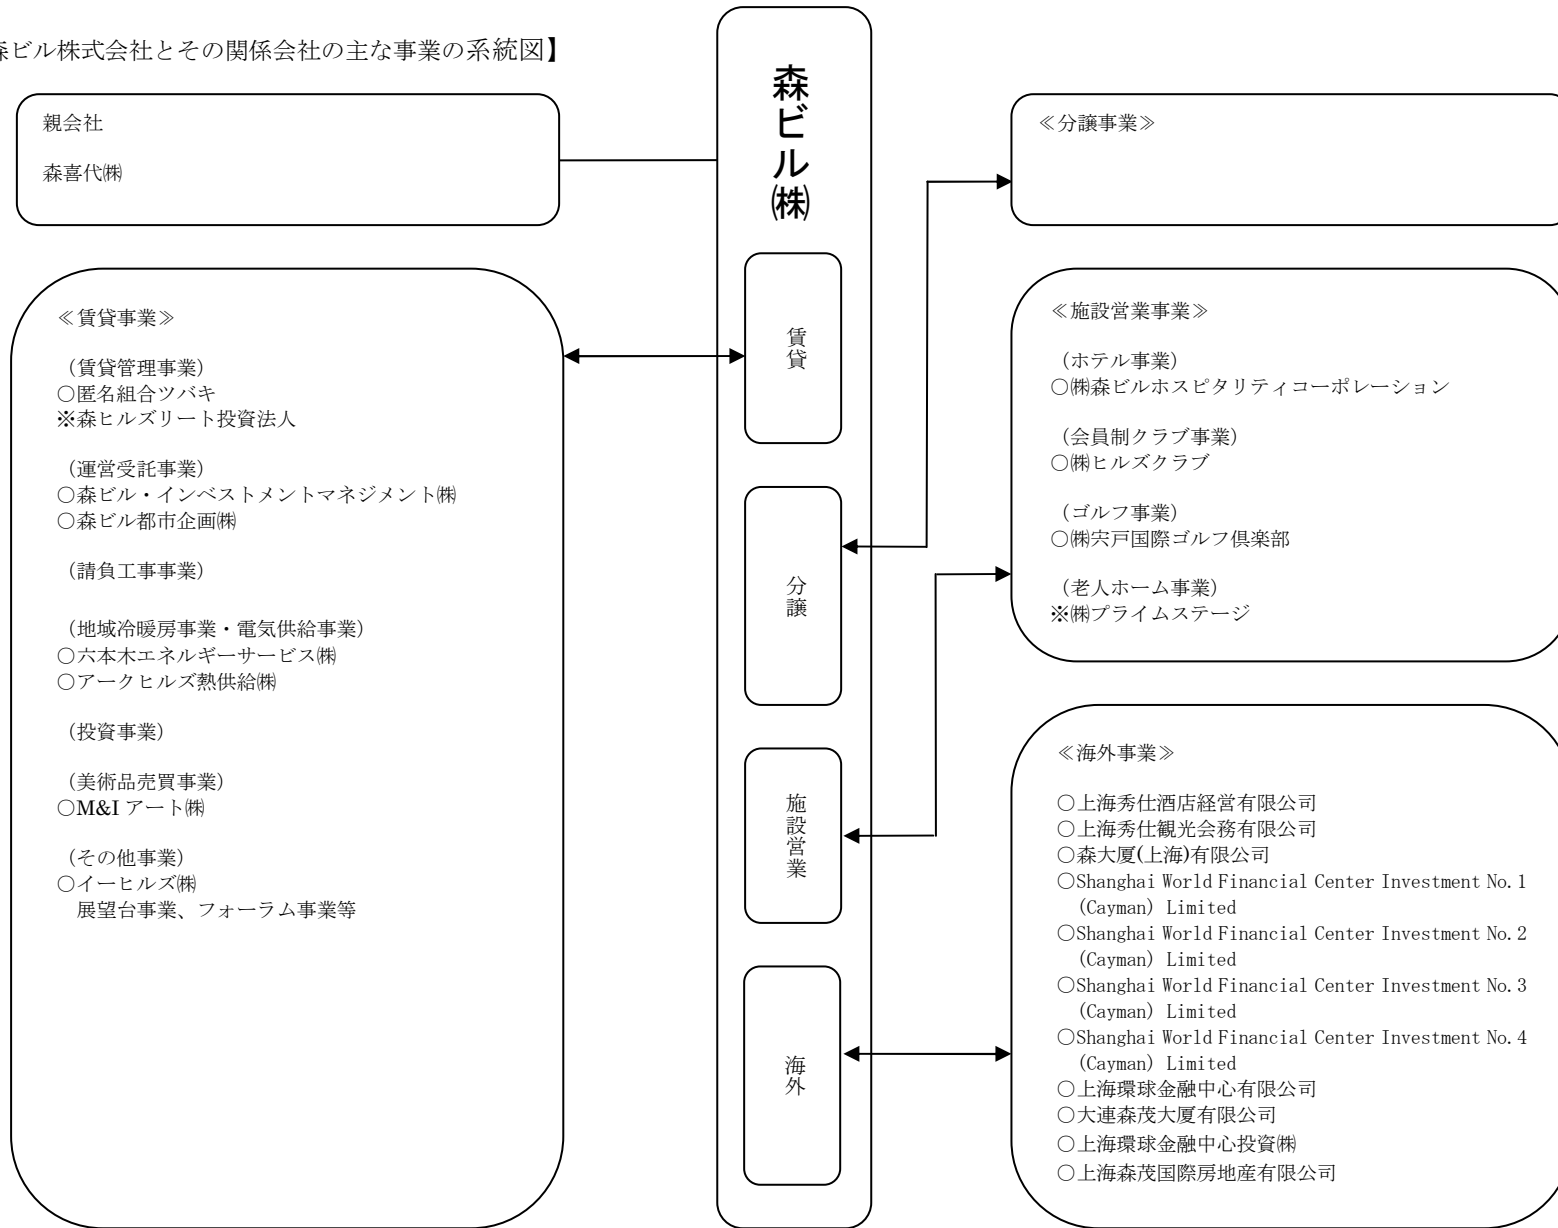 森ビル株式会社とその関係会社の主な事業の系統図】
親会社
森喜代㈱
≪賃貸事業≫
（賃貸管理事業）
○匿名組合ツバキ
※森ヒルズリート投資法人
（運営受託事業）
○森ビル・インベストメントマネジメント㈱
○森ビル都市企画㈱
（請負工事事業）
（地域冷暖房事業・電気供給事業）
○六本木エネルギーサービス㈱
○アークヒルズ熱供給㈱
（投資事業）
（美術品売買事業）
○M&I アート㈱
（その他事業）
○イーヒルズ㈱
展望台事業、フォーラム事業等
森ビル㈱
賃貸
分譲
施設営業
海外
≪分譲事業≫
≪施設営業事業≫
（ホテル事業）
○㈱森ビルホスピタリティコーポレーション
（会員制クラブ事業）
○㈱ヒルズクラブ
（ゴルフ事業）
○㈱宍戸国際ゴルフ倶楽部
（老人ホーム事業）
※㈱プライムステージ
≪海外事業≫
○上海秀仕酒店経営有限公司
○上海秀仕観光会務有限公司
○森大厦(上海)有限公司
○Shanghai World Financial Center Investment No.1
(Cayman) Limited
○Shanghai World Financial Center Investment No.2
(Cayman) Limited
○Shanghai World Financial Center Investment No.3
(Cayman) Limited
○Shanghai World Financial Center Investment No.4
(Cayman) Limited
○上海環球金融中心有限公司
○大連森茂大厦有限公司
○上海環球金融中心投資㈱
○上海森茂国際房地産有限公司